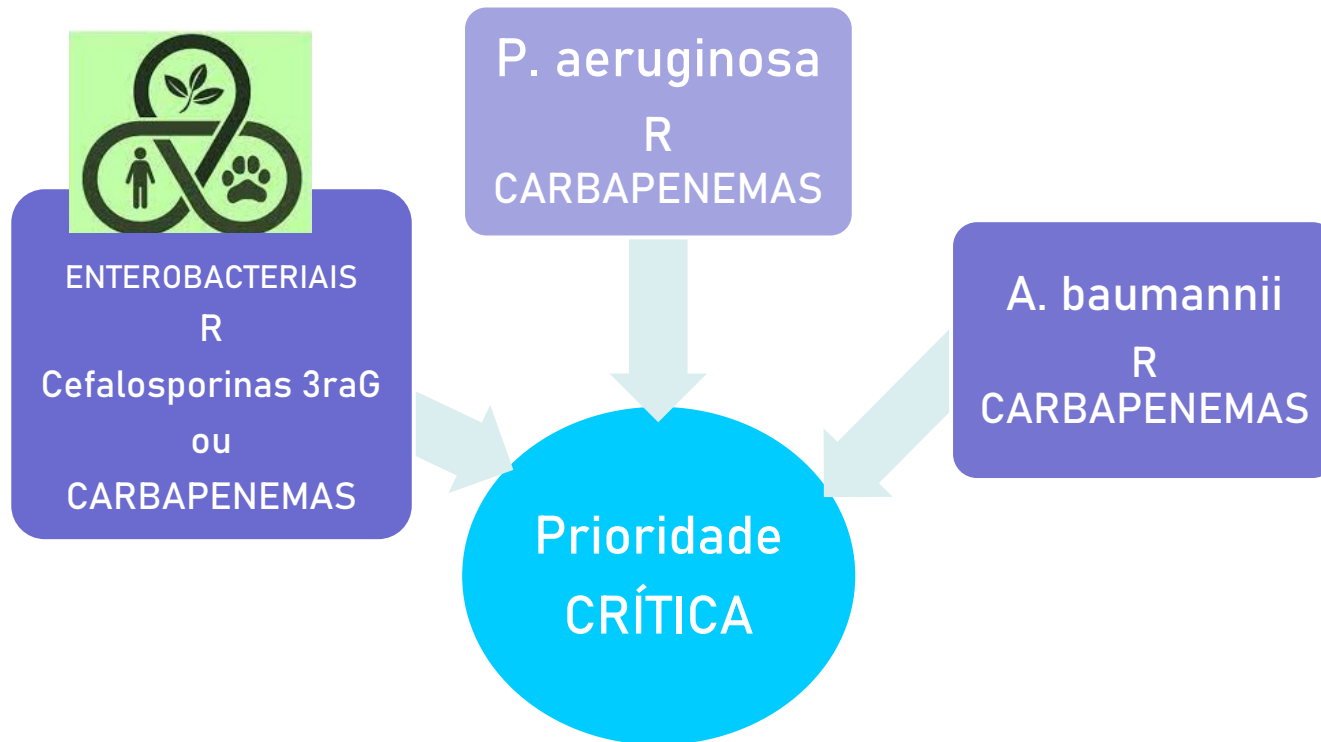 P. aeruginosa
R
CARBAPENEMAS
ENTEROBACTERIAIS
R
Cefalosporinas 3raG
ou
CARBAPENEMAS
A. baumannii
R
CARBAPENEMAS
Prioridade
CRÍTICA